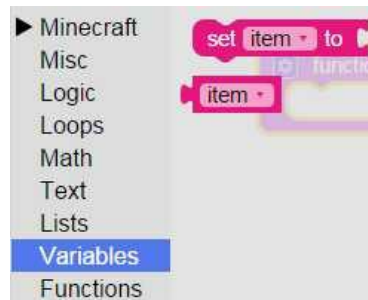 Minecraft
Misc
Logic
Loops
Math
Text
Lists
Variables
Functions
set item to
item